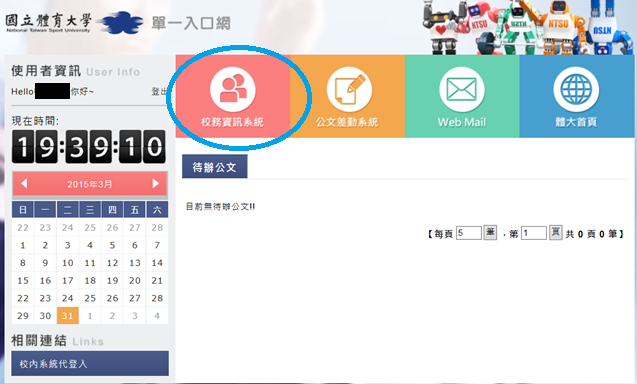 國立體育大學 單一入口網
National Taiwan Sport University
NTSU NTSU NTSU
使用者資訊 User Info
Hello 你好~ 登出
現在時間:
19:39:10
2015年3月
日 一 二 三 四 五 六
22 23 24 25 26 27 28
1 2 3 4 5 6 7
8 9 10 11 12 13 14
15 16 17 18 19 20 21
22 23 24 25 26 27 28
29 30 31 1 2 3 4
相關連結 Links
校內系統代登入
校務資訊系統
公文差勤系統
Web Mail
體大首頁
待辦公文
目前無待辦公文!!
【每頁 5 筆 ，第 1 頁 共 0 頁 0 筆】